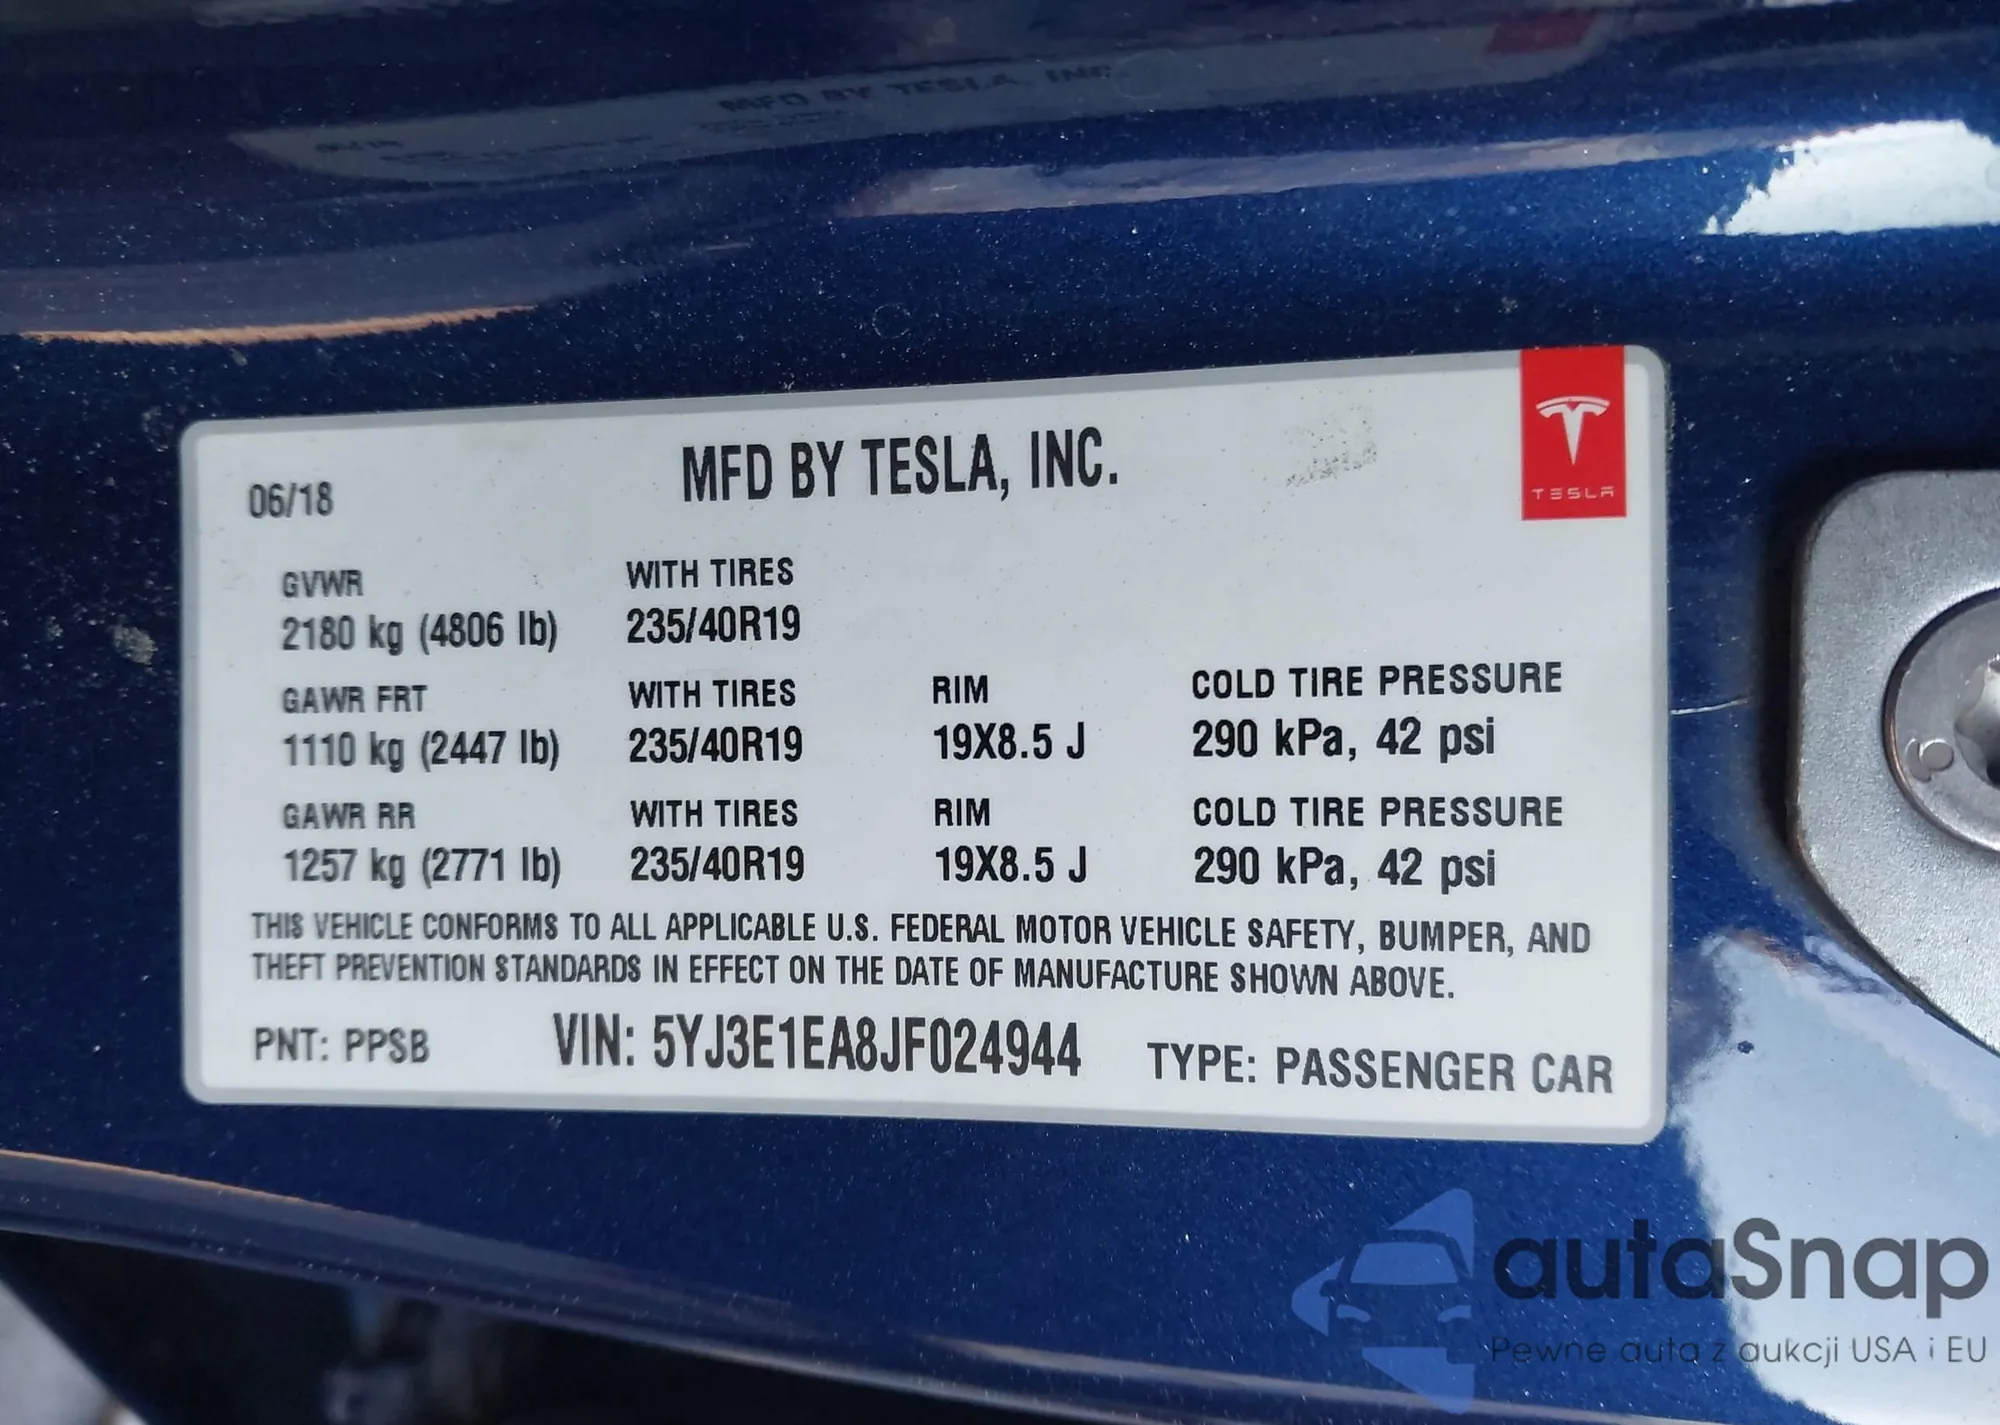 MFD BY TESLA, INC.
06/18
TESLA
GVWR WITH TIRES
2180 kg (4806 lb) 235/40R19
GAWR FRT WITH TIRES RIM COLD TIRE PRESSURE
1110 kg (2447 lb) 235/40R19 19X8.5 J 290 kPa, 42 psi
GAWR RR WITH TIRES RIM COLD TIRE PRESSURE
1257 kg (2771 lb) 235/40R19 19X8.5 J 290 kPa, 42 psi
THIS VEHICLE CONFORMS TO ALL APPLICABLE U.S. FEDERAL MOTOR VEHICLE SAFETY, BUMPER, AND
THEFT PREVENTION STANDARDS IN EFFECT ON THE DATE OF MANUFACTURE SHOWN ABOVE.
PNT: PPSB VIN: 5YJ3E1EA8JF024944 TYPE: PASSENGER CAR
autaSnap
Pewne auta z aukcji USA i EU